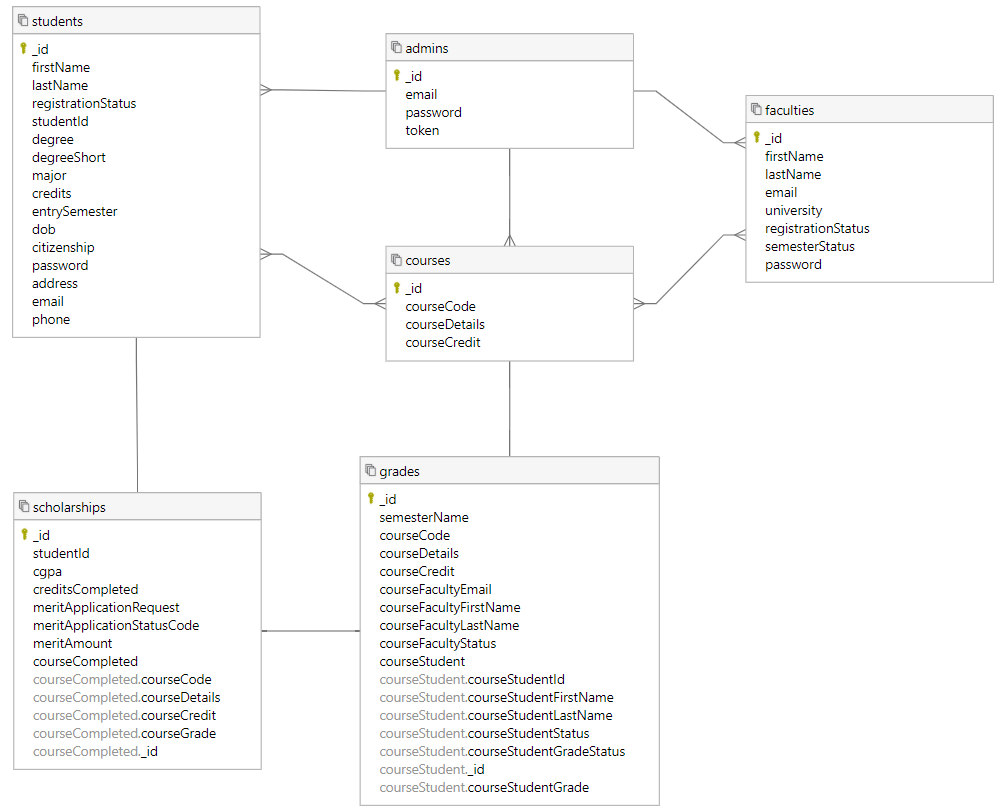 students
_id
firstName
lastName
registrationStatus
studentId
degree
degreeShort
major
credits
entrySemester
dob
citizenship
password
address
email
phone
admins
_id
email
password
token
faculties
_id
firstName
lastName
email
university
registrationStatus
semesterStatus
password
courses
_id
courseCode
courseDetails
courseCredit
scholarships
_id
studentId
cgpa
creditsCompleted
meritApplicationRequest
meritApplicationStatusCode
meritAmount
courseCompleted
courseCompleted.courseCode
courseCompleted.courseDetails
courseCompleted.courseCredit
courseCompleted.courseGrade
courseCompleted._id
grades
_id
semesterName
courseCode
courseDetails
courseCredit
courseFacultyEmail
courseFacultyFirstName
courseFacultyLastName
courseFacultyStatus
courseStudent
courseStudent.courseStudentId
courseStudent.courseStudentFirstName
courseStudent.courseStudentLastName
courseStudent.courseStudentStatus
courseStudent.courseStudentGradeStatus
courseStudent._id
courseStudent.courseStudentGrade